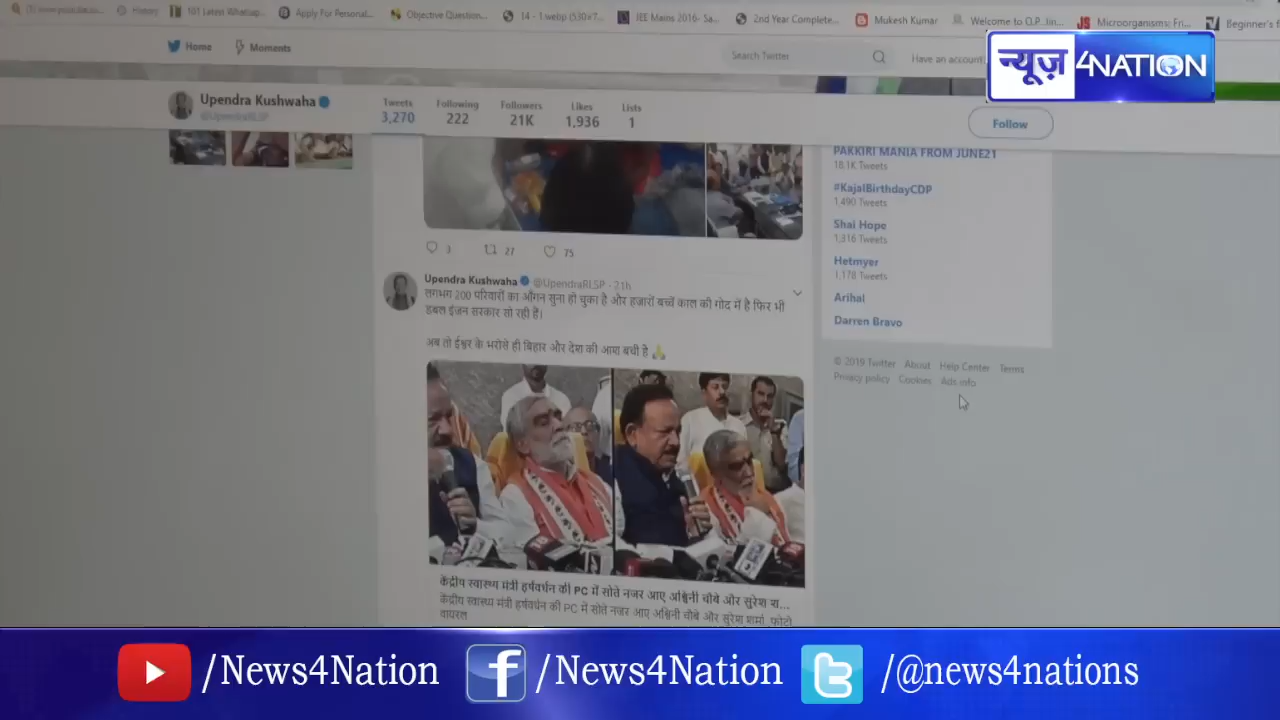 History
101 Latest Whatsap...
Apply For Personal...
Objective Question...
14 - 1.webp (530×7...
JEE Mains 2016- Sa...
2nd Year Complete...
Mukesh Kumar
Welcome to O.P. Jin...
Microorganisms: Fri...
Beginner's f
Home
Moments
Search Twitter
Have an account
न्यूज़4NATION
Upendra Kushwaha
@UpendraRLSP
Tweets
3,270
Following
222
Followers
21K
Likes
1,936
Lists
1
Follow
3
27
75
Upendra Kushwaha @UpendraRLSP · 21h
लगभग 200 परिवारों का आँगन सुना हो चुका है और हजारों बच्चे काल की गोद में है फिर भी
डबल इंजन सरकार सो रही है।
अब तो ईश्वर के भरोसे ही बिहार और देश की आश बची है 🙏
केंद्रीय स्वास्थ्य मंत्री हर्षवर्धन की PC में सोते नजर आए अश्विनी चौबे और सुरेश श...
केंद्रीय स्वास्थ्य मंत्री हर्षवर्धन की PC में सोते नजर आए अश्विनी चौबे और सुरेश शर्मा, फोटो
वायरल
PAKKIRI MANIA FROM JUNE21
18.1K Tweets
#KajalBirthdayCDP
1,490 Tweets
Shai Hope
1,316 Tweets
Hetmyer
1,178 Tweets
Arihal
Darren Bravo
© 2019 Twitter About Help Center Terms
Privacy policy Cookies Ads info
/News4Nation
/News4Nation
/@news4nations